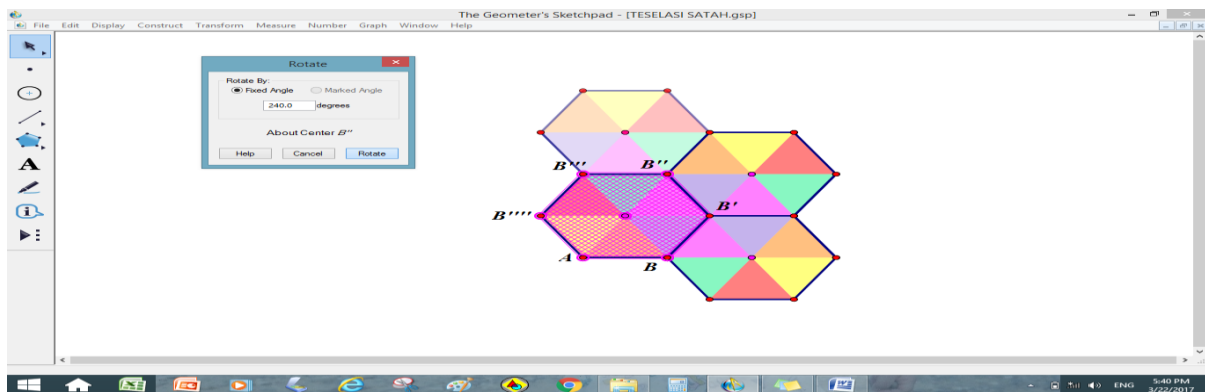 The Geometer's Sketchpad - [TESELASI SATAH.gsp]
File Edit Display Construct Transform Measure Number Graph Window Help
Rotate
Rotate By:
Fixed Angle Marked Angle
240.0 degrees
About Center B''
Help Cancel Rotate
B''' B''
B'
B''''
A
B
A
ENG 5:40 PM
3/22/2017